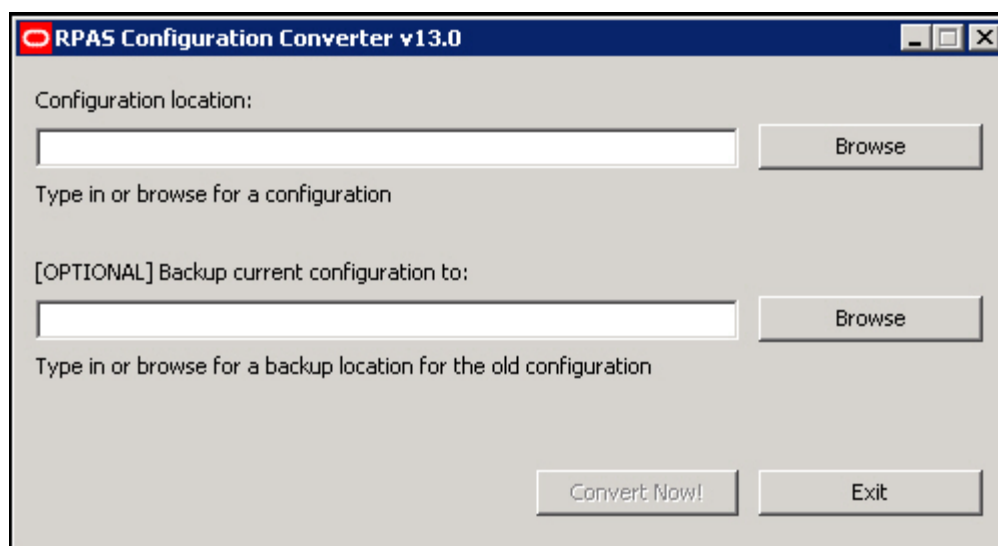 RPAS Configuration Converter v13.0
Configuration location:
Browse
Type in or browse for a configuration
[OPTIONAL] Backup current configuration to:
Browse
Type in or browse for a backup location for the old configuration
Convert Now!
Exit